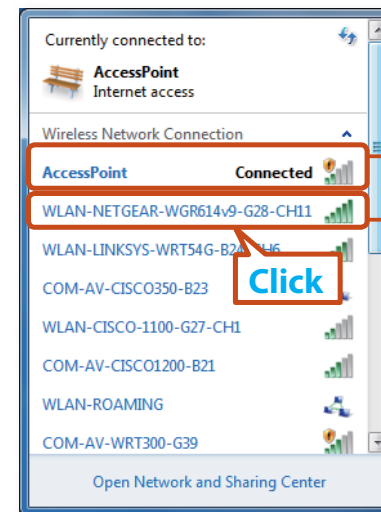 Currently connected to:
AccessPoint
Internet access
Wireless Network Connection
AccessPoint Connected
WLAN-NETGEAR-WGR614v9-G28-CH11
WLAN-LINKSYS-WRT54G-B24-CH6
COM-AV-CISCO350-B23
Click
WLAN-CISCO-1100-G27-CH1
COM-AV-CISCO1200-B21
WLAN-ROAMING
COM-AV-WRT300-G39
Open Network and Sharing Center